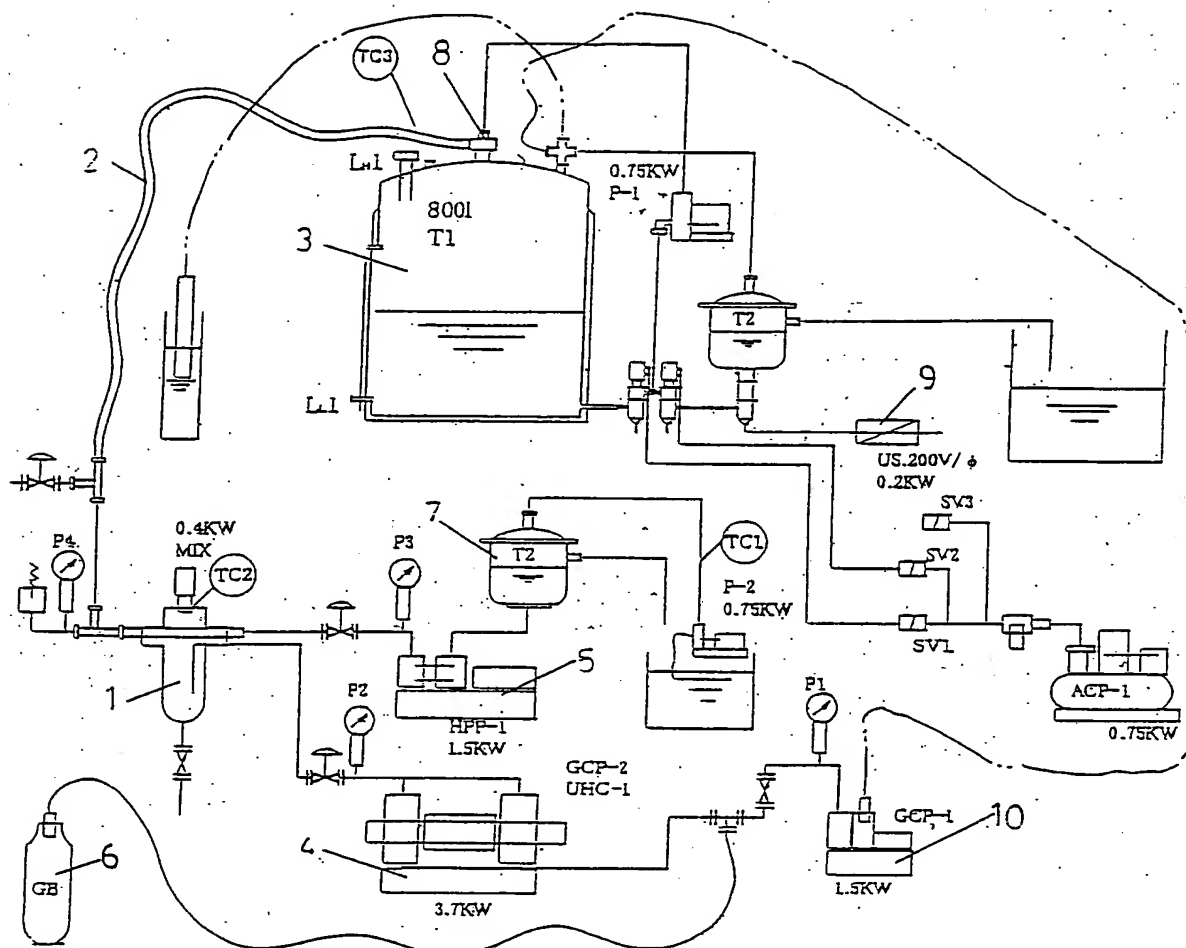 TC3
8
2
0.75KW
P-1
800l
T1
3
T2
9
US.200V/ φ
0.2KW
SV3
SV2
SV1
0.4KW
MIX
P4
TC2
P3
7
T2
TC1
P-2
0.75KW
1
5
HPP-1
1.5KW
P2
P1
ACP-1
0.75KW
GCP-2
UHC-1
4
3.7KW
6
GB
GCP-1
10
1.5KW